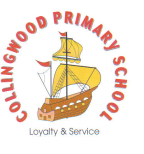 COLLINGWOOD PRIMARY SCHOOL
Loyalty & Service